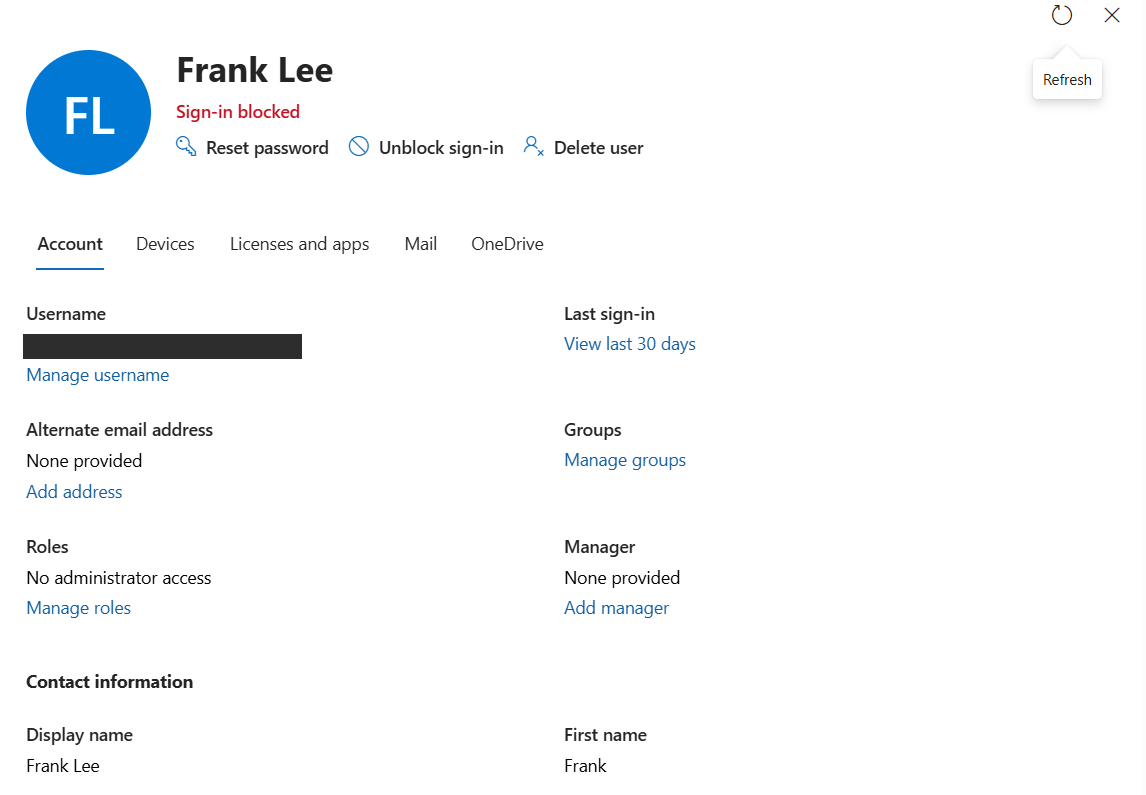 FL
Frank Lee
Sign-in blocked
Reset password Unblock sign-in Delete user
Refresh
Account Devices Licenses and apps Mail OneDrive
Username
Manage username
Last sign-in
View last 30 days
Alternate email address
None provided
Add address
Groups
Manage groups
Roles
No administrator access
Manage roles
Manager
None provided
Add manager
Contact information
Display name
Frank Lee
First name
Frank